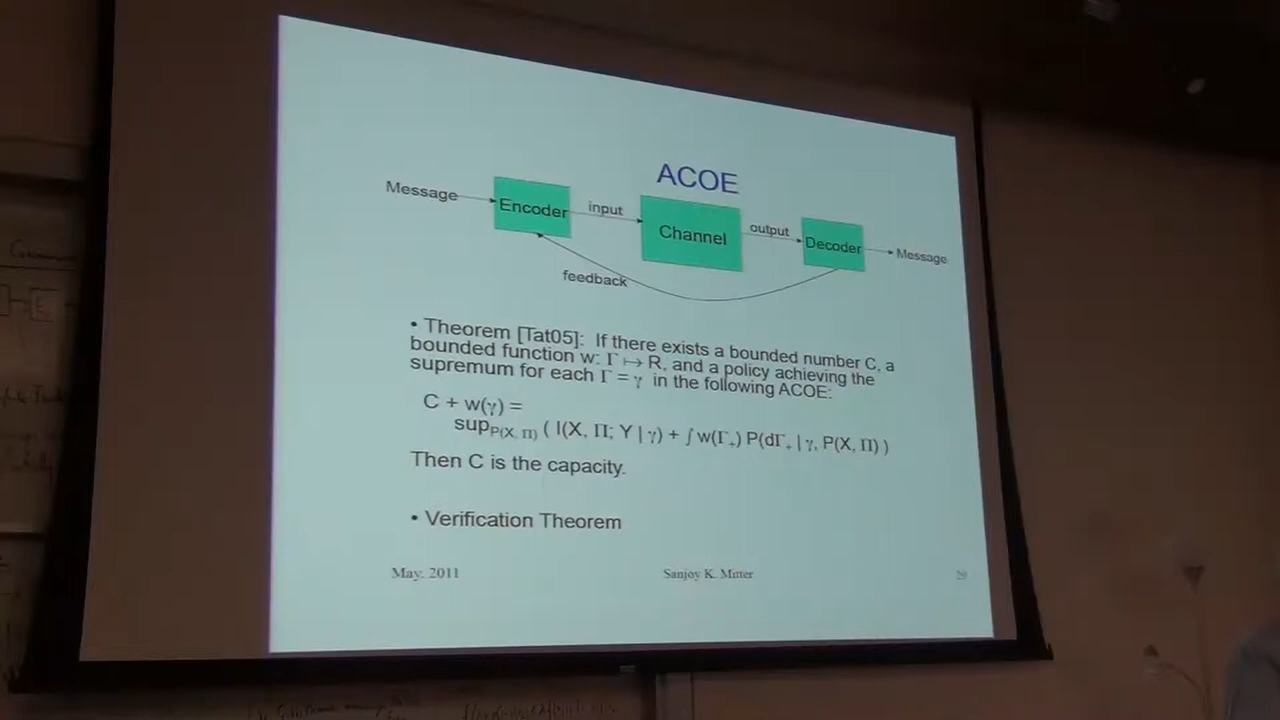 ACOE
Message
Encoder
input
Channel
output
Decoder
Message
feedback
• Theorem [Tat05]: If there exists a bounded number C, a
bounded function w: Γ ↦ R, and a policy achieving the
supremum for each Γ = γ in the following ACOE:
C + w(γ) =
sup_P(X, Π) ( I(X, Π; Y | γ) + ∫ w(Γ₊) P(dΓ₊ | γ, P(X, Π) )
Then C is the capacity.
• Verification Theorem
May, 2011
Sanjoy K. Mitter
29